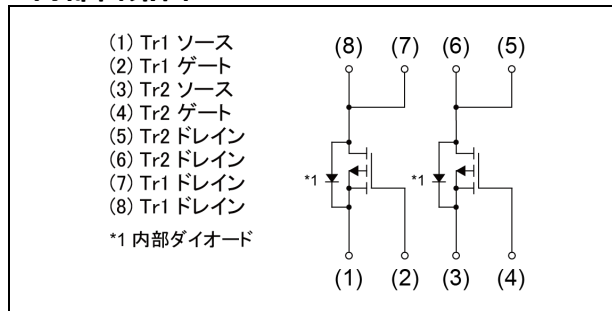 (1) Tr1 ソース
(2) Tr1 ゲート
(3) Tr2 ソース
(4) Tr2 ゲート
(5) Tr2 ドレイン
(6) Tr2 ドレイン
(7) Tr1 ドレイン
(8) Tr1 ドレイン
*1 内部ダイオード
(8) (7) (6) (5)
*1 *1
(1) (2) (3) (4)